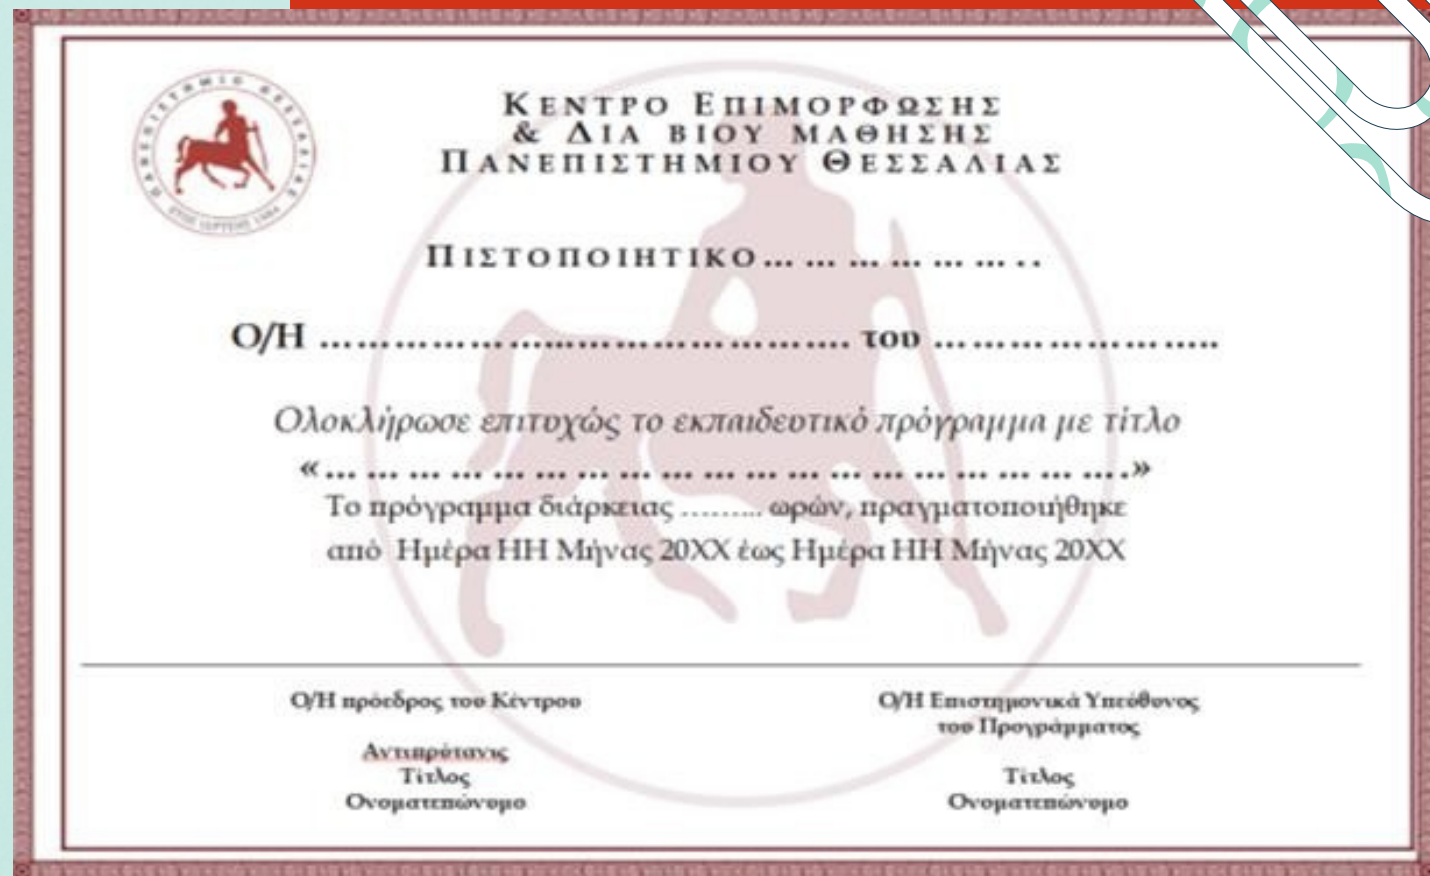 ΠΑΝΕΠΙΣΤΗΜΙΟ ΘΕΣΣΑΛΙΑΣ
ΚΕΝΤΡΟ ΕΠΙΜΟΡΦΩΣΗΣ
& ΔΙΑ ΒΙΟΥ ΜΑΘΗΣΗΣ
ΠΑΝΕΠΙΣΤΗΜΙΟΥ ΘΕΣΣΑΛΙΑΣ
ΠΙΣΤΟΠΟΙΗΤΙΚΟ… … … … … … . .
Ο/Η ……………………………………. του …………………..
Ολοκλήρωσε επιτυχώς το εκπαιδευτικό πρόγραμμα με τίτλο
«… … … … … … … … … … … … … … … … … … ….»
Το πρόγραμμα διάρκειας ……... ωρών, πραγματοποιήθηκε
από Ημέρα ΗΗ Μήνας 20ΧΧ έως Ημέρα ΗΗ Μήνας 20ΧΧ
Ο/Η πρόεδρος του Κέντρου
Αντιπρύτανις
Τίτλος
Ονοματεπώνυμο
Ο/Η Επιστημονικά Υπεύθυνος
του Προγράμματος
Τίτλος
Ονοματεπώνυμο